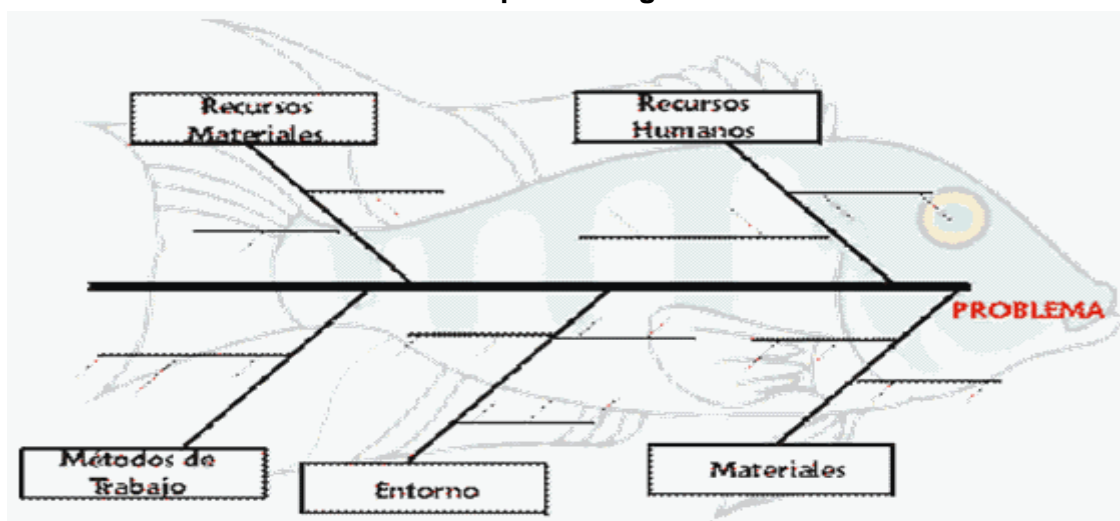 Recursos
Materiales
Recursos
Humanos
PROBLEMA
Métodos de
Trabajo
Entorno
Materiales